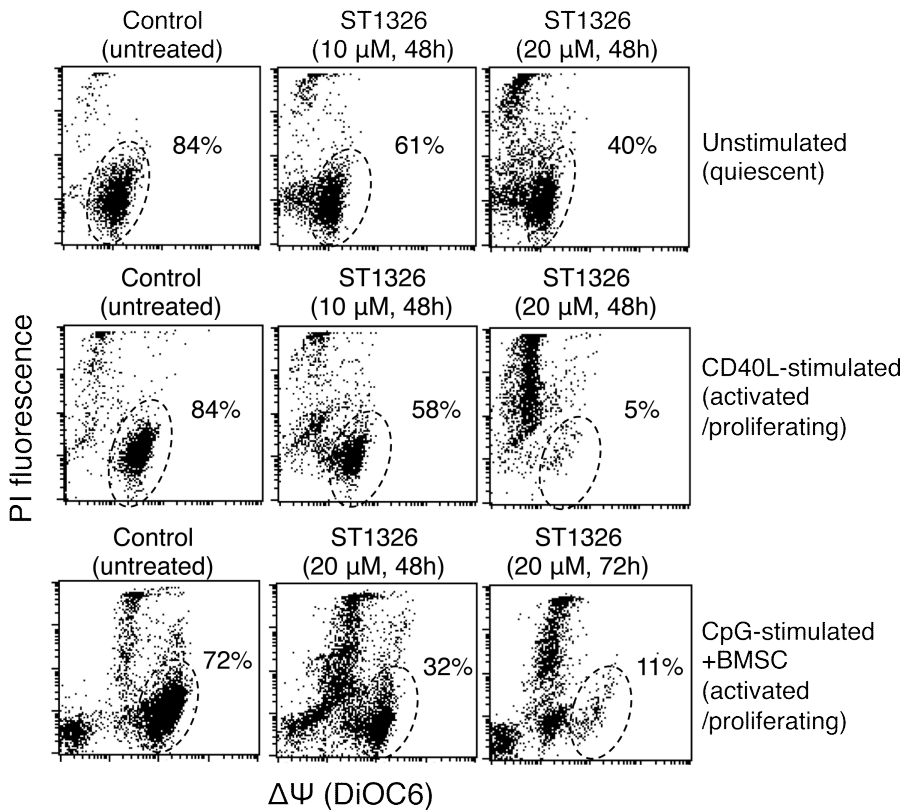 Control
(untreated)
ST1326
(10 µM, 48h)
ST1326
(20 µM, 48h)
84%
61%
40%
Unstimulated
(quiescent)
Control
(untreated)
ST1326
(10 µM, 48h)
ST1326
(20 µM, 48h)
84%
58%
5%
CD40L-stimulated
(activated
/proliferating)
PI fluorescence
Control
(untreated)
ST1326
(20 µM, 48h)
ST1326
(20 µM, 72h)
72%
32%
11%
CpG-stimulated
+BMSC
(activated
/proliferating)
ΔΨ (DiOC6)